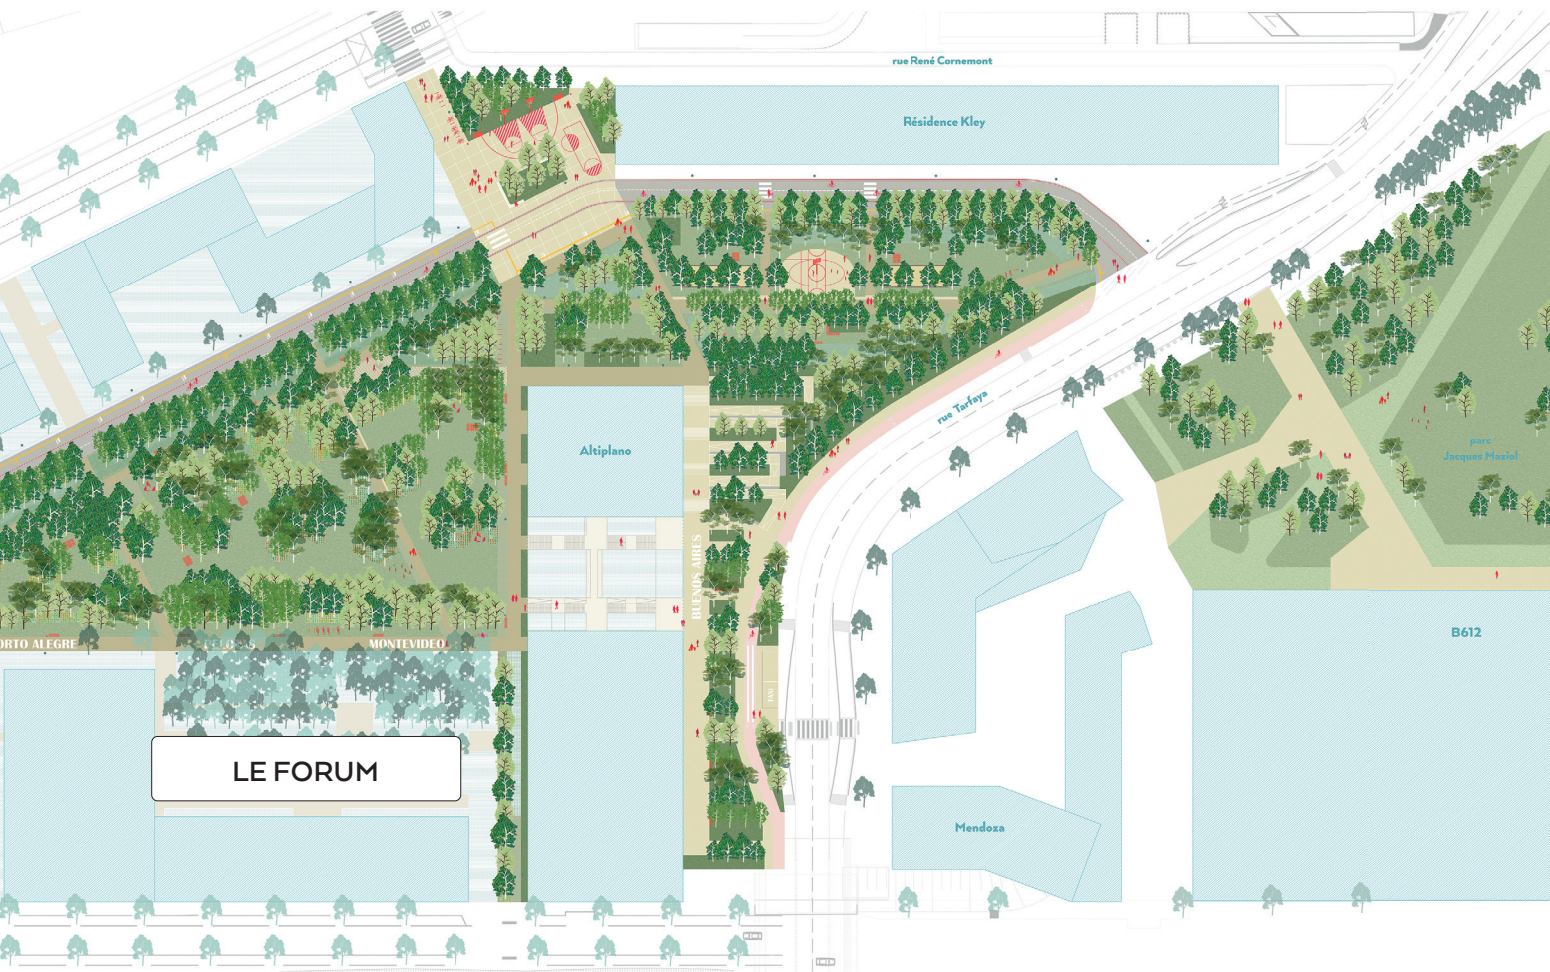 rue René Cornemont
Résidence Kley
rue Tarfaya
Altiplano
parc
Jacques Maziol
BUENOS AIRES
B612
ORTO ALEGRE
MONTEVIDEO
TAXI
LE FORUM
Mendoza